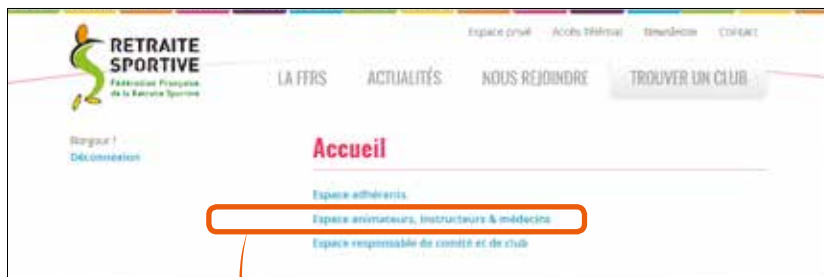 RETRAITE
SPORTIVE
Fédération Française
de la Retraite Sportive
Espace privé Accès Télémac Newsletter Contact
LA FFRS ACTUALITÉS NOUS REJOINDRE TROUVER UN CLUB
Bonjour !
Déconnexion
Accueil
Espace adhérents
Espace animateurs, instructeurs & médecins
Espace responsable de comité et de club